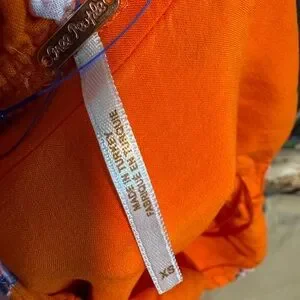 free people
MADE IN TURKEY
FABRIQUÉ EN TURQUIE
XS